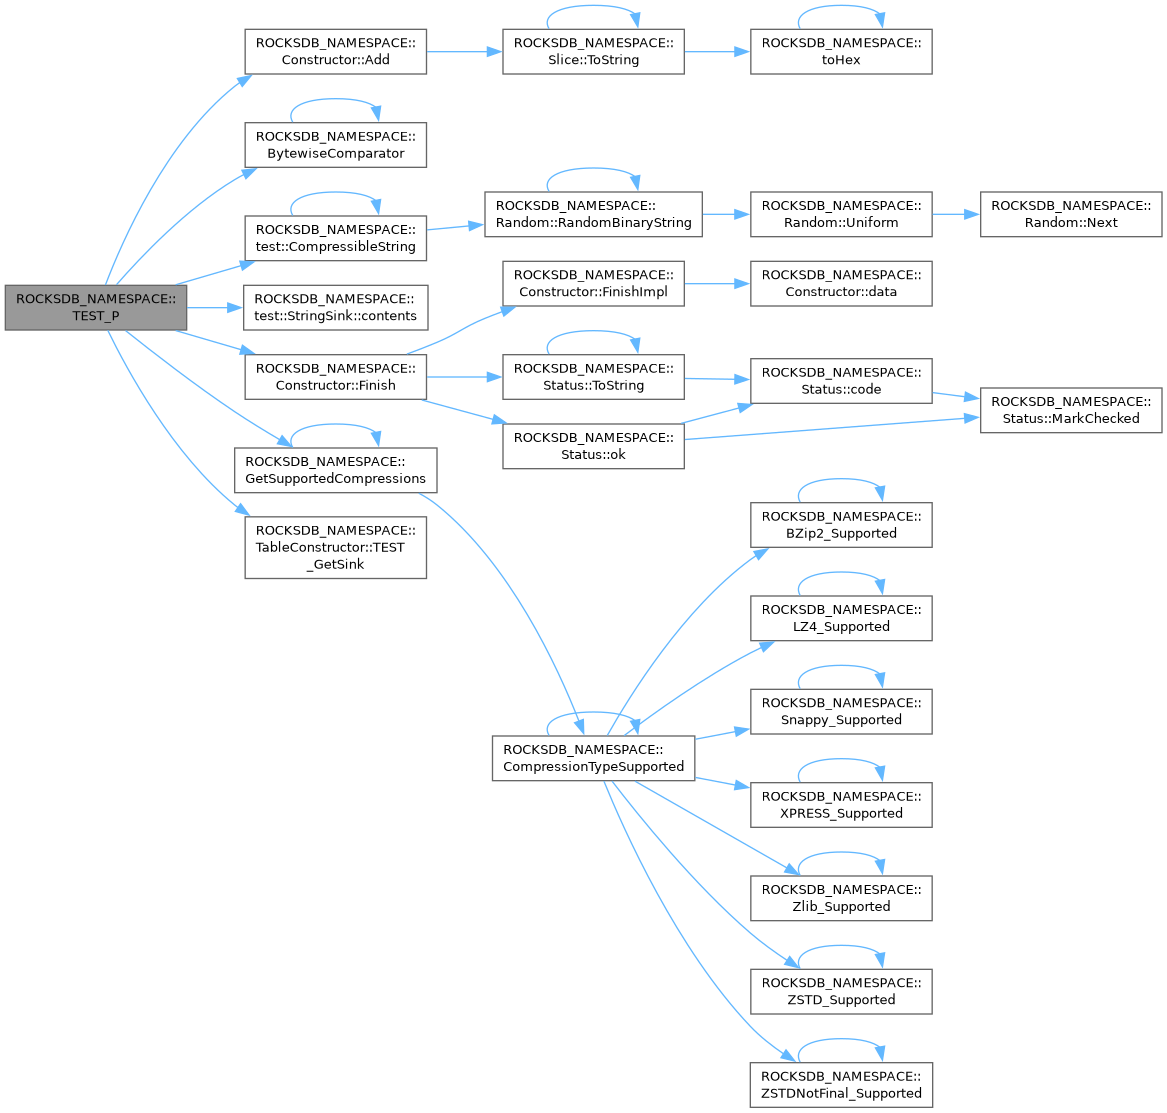 ROCKSDB_NAMESPACE::
TEST_P
ROCKSDB_NAMESPACE::
Constructor::Add
ROCKSDB_NAMESPACE::
Slice::ToString
ROCKSDB_NAMESPACE::
toHex
ROCKSDB_NAMESPACE::
BytewiseComparator
ROCKSDB_NAMESPACE::
test::CompressibleString
ROCKSDB_NAMESPACE::
Random::RandomBinaryString
ROCKSDB_NAMESPACE::
Random::Uniform
ROCKSDB_NAMESPACE::
Random::Next
ROCKSDB_NAMESPACE::
test::StringSink::contents
ROCKSDB_NAMESPACE::
Constructor::Finish
ROCKSDB_NAMESPACE::
Constructor::FinishImpl
ROCKSDB_NAMESPACE::
Constructor::data
ROCKSDB_NAMESPACE::
Status::ToString
ROCKSDB_NAMESPACE::
Status::code
ROCKSDB_NAMESPACE::
Status::MarkChecked
ROCKSDB_NAMESPACE::
Status::ok
ROCKSDB_NAMESPACE::
GetSupportedCompressions
ROCKSDB_NAMESPACE::
TableConstructor::TEST
_GetSink
ROCKSDB_NAMESPACE::
CompressionTypeSupported
ROCKSDB_NAMESPACE::
BZip2_Supported
ROCKSDB_NAMESPACE::
LZ4_Supported
ROCKSDB_NAMESPACE::
Snappy_Supported
ROCKSDB_NAMESPACE::
XPRESS_Supported
ROCKSDB_NAMESPACE::
Zlib_Supported
ROCKSDB_NAMESPACE::
ZSTD_Supported
ROCKSDB_NAMESPACE::
ZSTDNotFinal_Supported